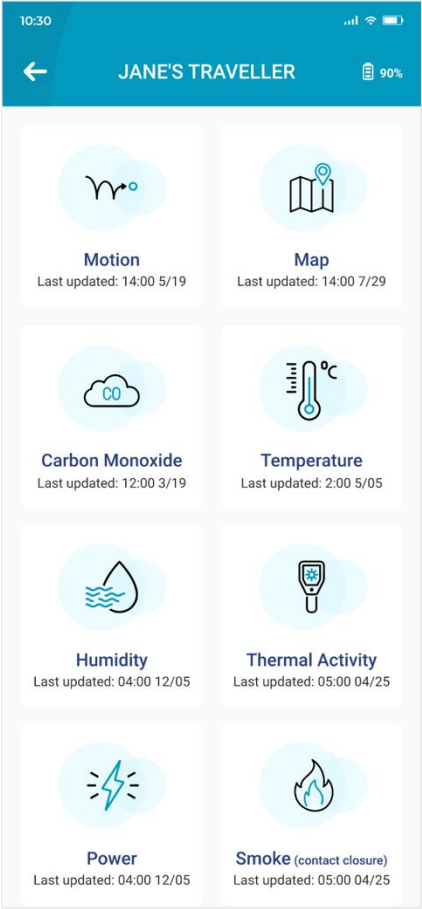 10:30
JANE'S TRAVELLER
90%
Motion
Last updated: 14:00 5/19
Map
Last updated: 14:00 7/29
CO
Carbon Monoxide
Last updated: 12:00 3/19
°C
Temperature
Last updated: 2:00 5/05
Humidity
Last updated: 04:00 12/05
Thermal Activity
Last updated: 05:00 04/25
Power
Last updated: 04:00 12/05
Smoke (contact closure)
Last updated: 05:00 04/25